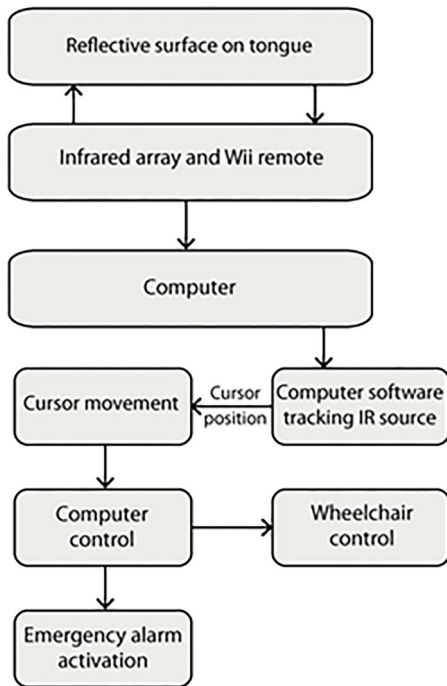 Reflective surface on tongue
Infrared array and Wii remote
Computer
Cursor movement
Cursor
position
Computer software
tracking IR source
Computer
control
Wheelchair
control
Emergency alarm
activation